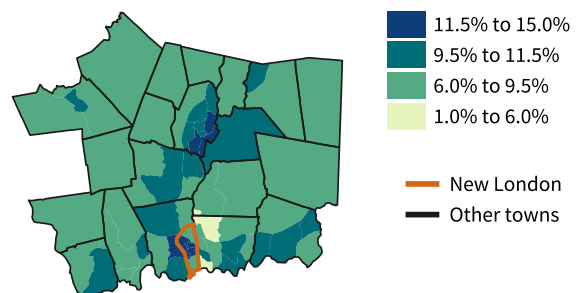 11.5% to 15.0%
9.5% to 11.5%
6.0% to 9.5%
1.0% to 6.0%
New London
Other towns